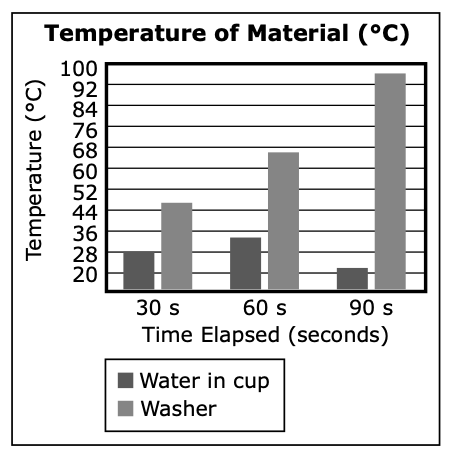 Temperature of Material (°C)
Temperature (°C)
100
92
84
76
68
60
52
44
36
28
20
30 s 60 s 90 s
Time Elapsed (seconds)
Water in cup
Washer